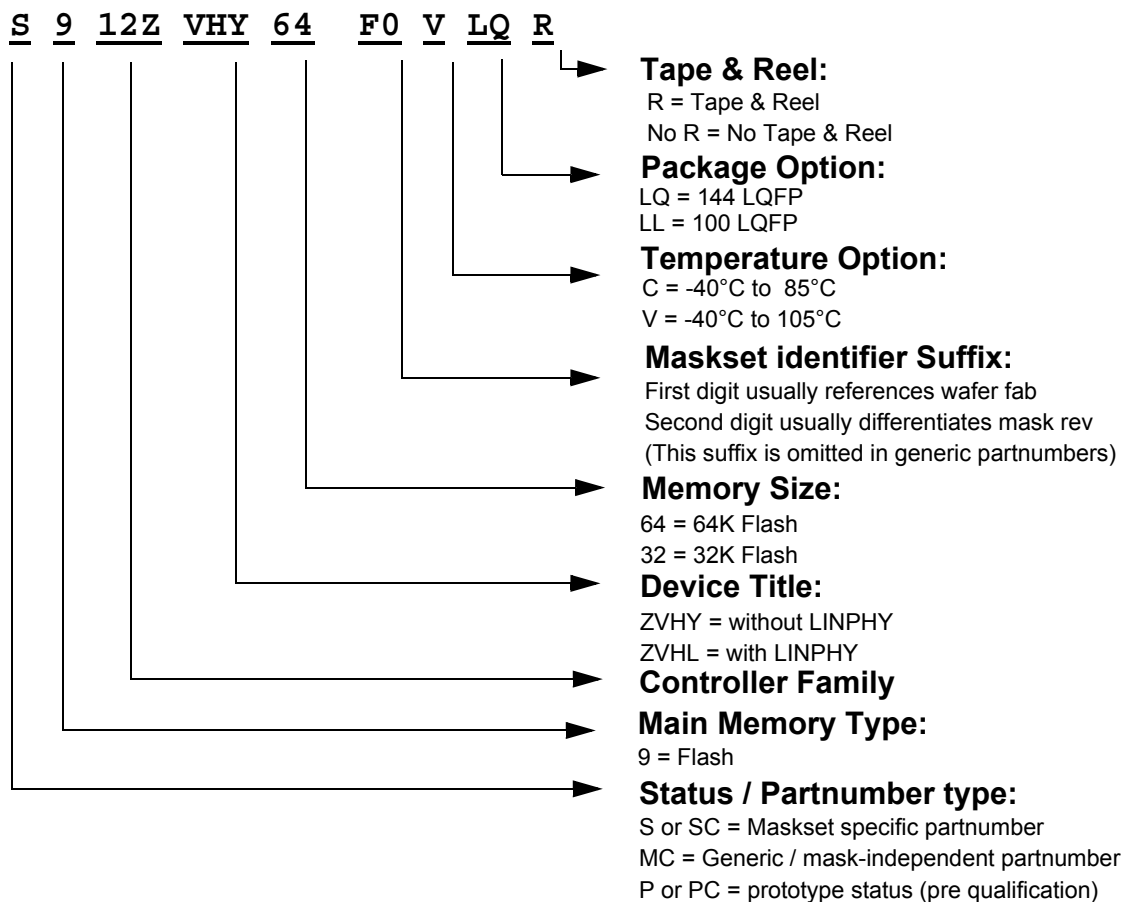 S 9 12Z VHY 64 F0 V LQ R
Tape & Reel:
R = Tape & Reel
No R = No Tape & Reel
Package Option:
LQ = 144 LQFP
LL = 100 LQFP
Temperature Option:
C = -40°C to 85°C
V = -40°C to 105°C
Maskset identifier Suffix:
First digit usually references wafer fab
Second digit usually differentiates mask rev
(This suffix is omitted in generic partnumbers)
Memory Size:
64 = 64K Flash
32 = 32K Flash
Device Title:
ZVHY = without LINPHY
ZVHL = with LINPHY
Controller Family
Main Memory Type:
9 = Flash
Status / Partnumber type:
S or SC = Maskset specific partnumber
MC = Generic / mask-independent partnumber
P or PC = prototype status (pre qualification)